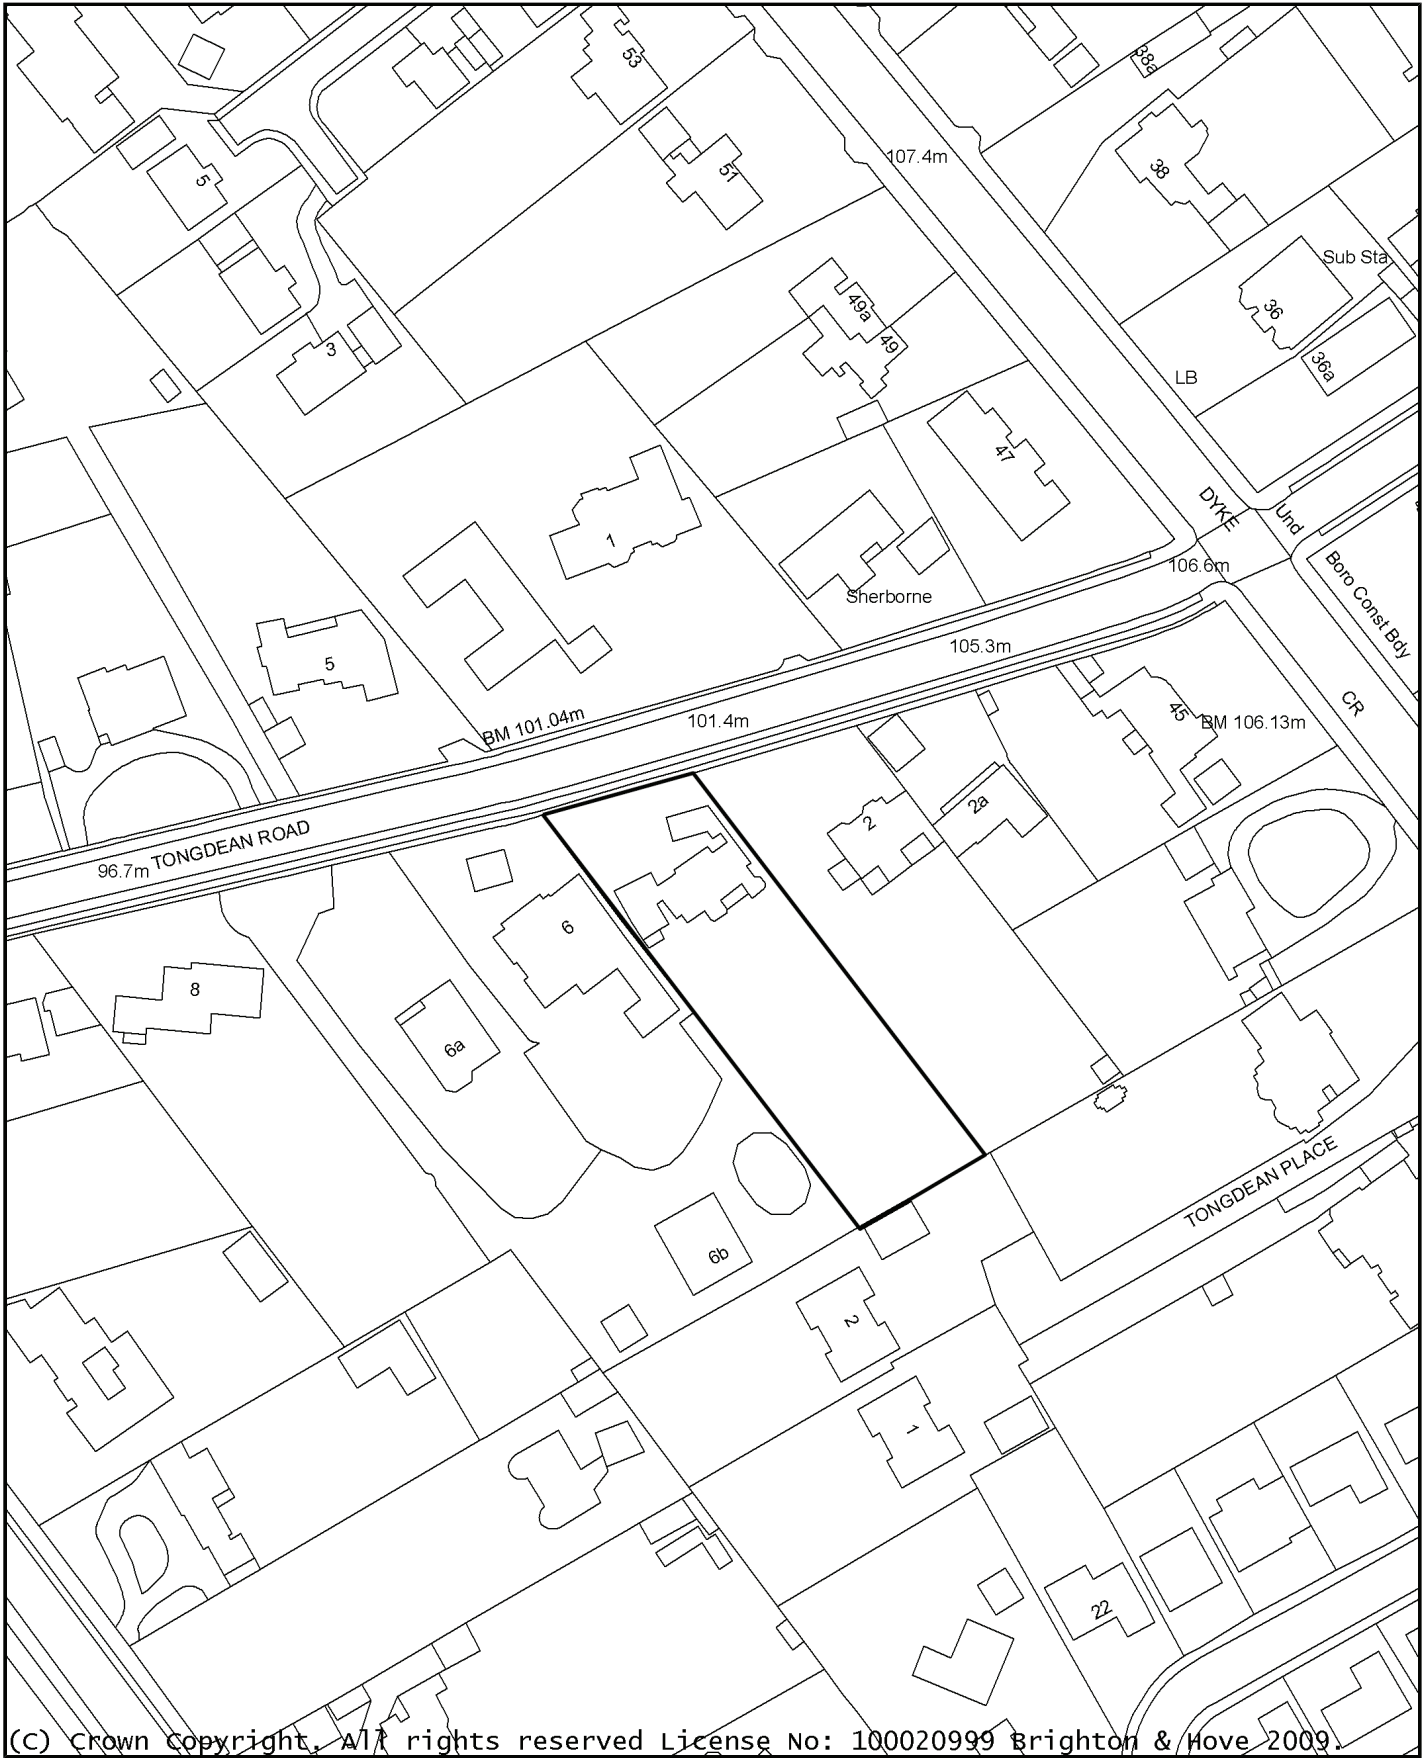 53
38a
107.4m
5
51
38
Sub Sta
49a
36
3
49
36a
LB
47
DYKE
Und
1
106.6m
Boro Const Bdy
Sherborne
105.3m
5
BM 101.04m
101.4m
45
BM 106.13m
CR
2a
2
TONGDEAN ROAD
96.7m
6
8
6a
TONGDEAN PLACE
6b
2
1
22
(C) Crown Copyright. All rights reserved License No: 100020999 Brighton & Hove 2009.